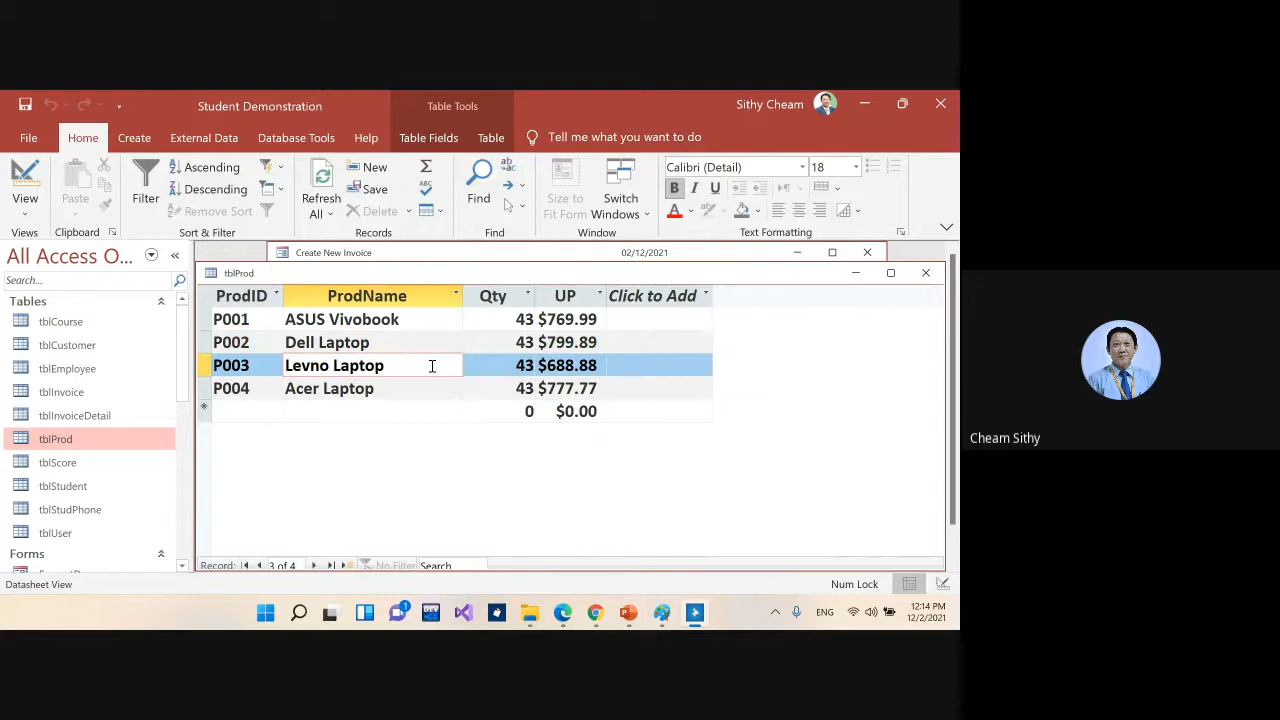 Student Demonstration
Table Tools
Sithy Cheam
File Home Create External Data Database Tools Help Table Fields Table Tell me what you want to do
View
Views
Paste
Clipboard
Filter
Ascending
Descending
Remove Sort
Sort & Filter
Refresh
All
New
Save
Delete
Records
Find
Find
Size to
Fit Form
Switch
Windows
Window
Calibri (Detail) 18
B I U
Text Formatting
All Access O...
Search...
Tables
tblCourse
tblCustomer
tblEmployee
tblInvoice
tblInvoiceDetail
tblProd
tblScore
tblStudent
tblStudPhone
tblUser
Forms
Create New Invoice 02/12/2021
tblProd
ProdID ProdName Qty UP Click to Add
P001 ASUS Vivobook 43 $769.99
P002 Dell Laptop 43 $799.89
P003 Levno Laptop 43 $688.88
P004 Acer Laptop 43 $777.77
* 0 $0.00
Record: 3 of 4 No Filter Search
Datasheet View Num Lock
DEV
ENG
12:14 PM
12/2/2021
Cheam Sithy